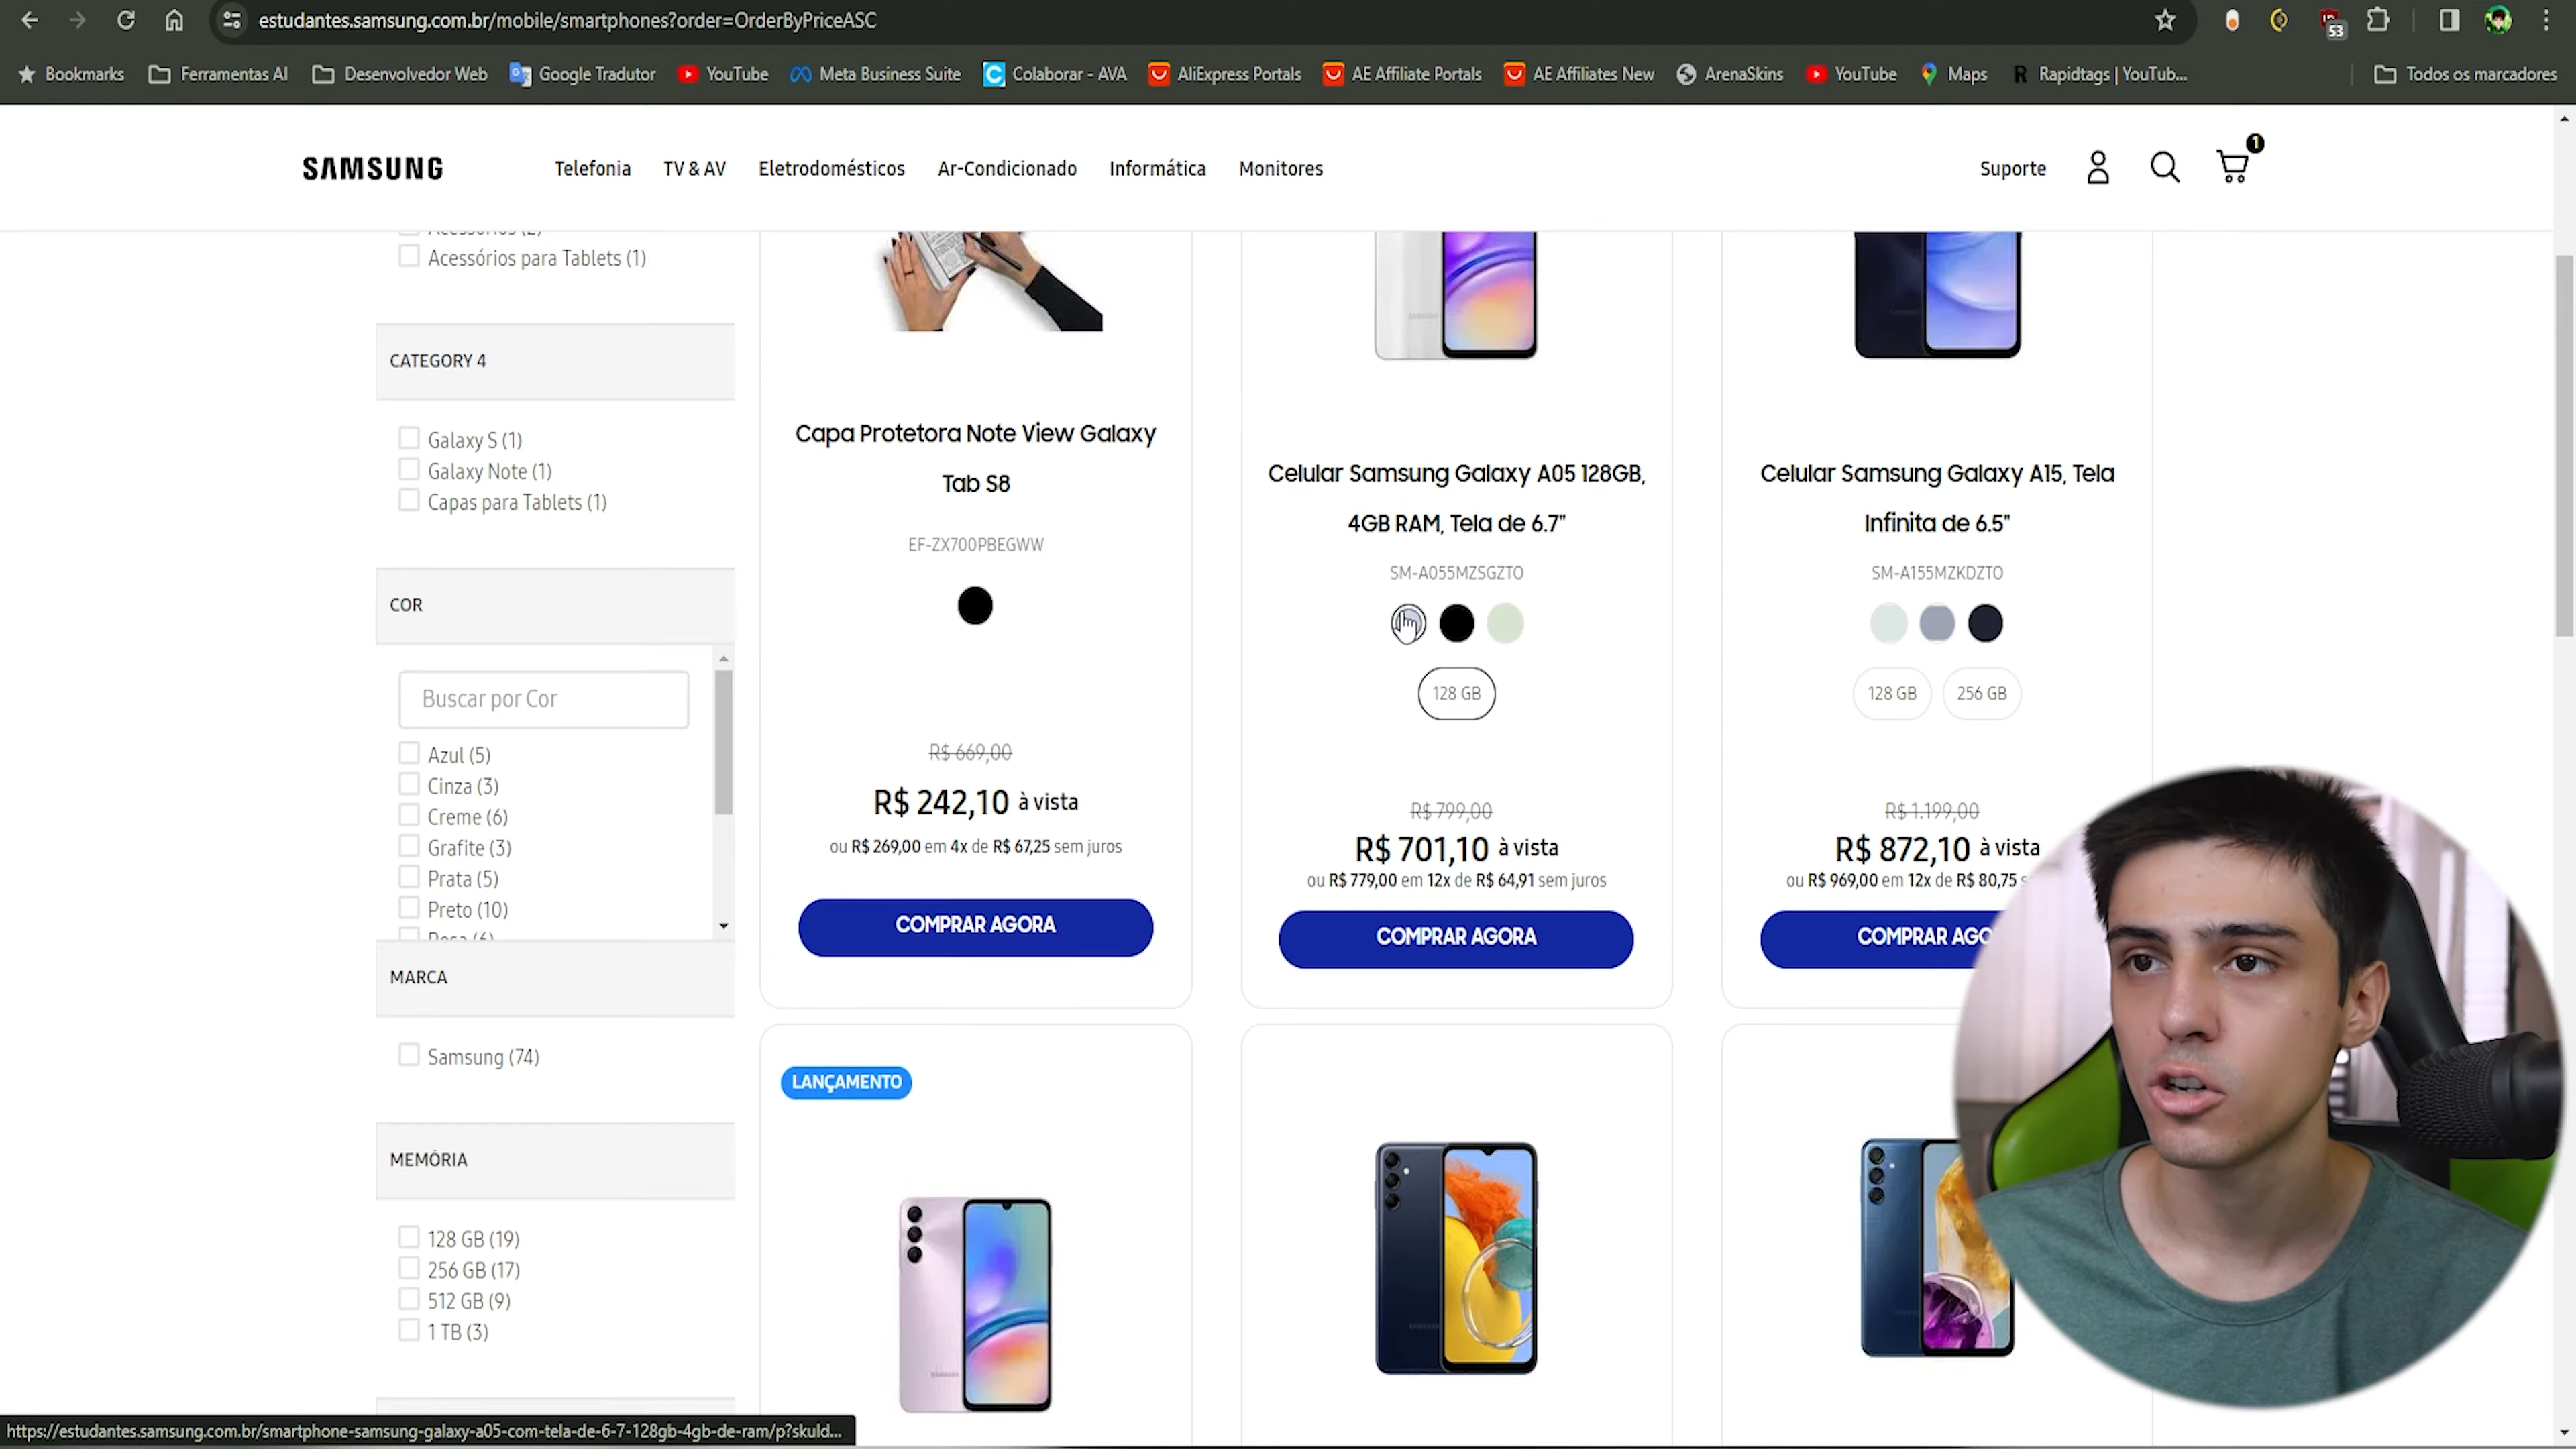 estudantes.samsung.com.br/mobile/smartphones?order=OrderByPriceASC
53
Bookmarks
Ferramentas AI
Desenvolvedor Web
Google Tradutor
YouTube
Meta Business Suite
Colaborar - AVA
AliExpress Portals
AE Affiliate Portals
AE Affiliates New
ArenaSkins
YouTube
Maps
Rapidtags | YouTub...
Todos os marcadores
SAMSUNG
Telefonia
TV & AV
Eletrodomésticos
Ar-Condicionado
Informática
Monitores
Suporte
1
Acessórios (2)
Acessórios para Tablets (1)
CATEGORY 4
Galaxy S (1)
Galaxy Note (1)
Capas para Tablets (1)
COR
Buscar por Cor
Azul (5)
Cinza (3)
Creme (6)
Grafite (3)
Prata (5)
Preto (10)
Rosa (6)
MARCA
Samsung (74)
MEMÓRIA
128 GB (19)
256 GB (17)
512 GB (9)
1 TB (3)
Capa Protetora Note View Galaxy
Tab S8
EF-ZX700PBEGWW
R$ 669,00
R$ 242,10 à vista
ou R$ 269,00 em 4x de R$ 67,25 sem juros
COMPRAR AGORA
Celular Samsung Galaxy A05 128GB,
4GB RAM, Tela de 6.7"
SM-A055MZSGZTO
128 GB
R$ 799,00
R$ 701,10 à vista
ou R$ 779,00 em 12x de R$ 64,91 sem juros
COMPRAR AGORA
Celular Samsung Galaxy A15, Tela
Infinita de 6.5"
SM-A155MZKDZTO
128 GB
256 GB
R$ 1.199,00
R$ 872,10 à vista
ou R$ 969,00 em 12x de R$ 80,75 s
COMPRAR AGO
LANÇAMENTO
https://estudantes.samsung.com.br/smartphone-samsung-galaxy-a05-com-tela-de-6-7-128gb-4gb-de-ram/p?skuId...